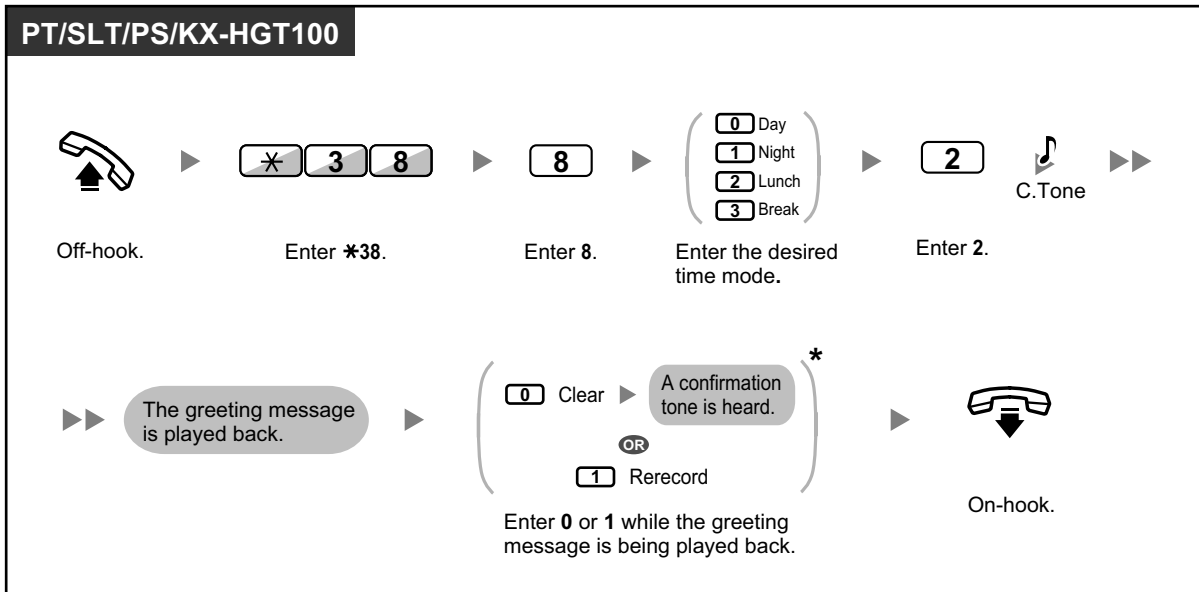 PT/SLT/PS/KX-HGT100
0 Day
1 Night
2 Lunch
3 Break
✳ 3 8
8
2
C.Tone
Off-hook.
Enter ✳38.
Enter 8.
Enter the desired
time mode.
Enter 2.
The greeting message
is played back.
0 Clear
A confirmation
tone is heard.
*
OR
1 Rerecord
Enter 0 or 1 while the greeting
message is being played back.
On-hook.